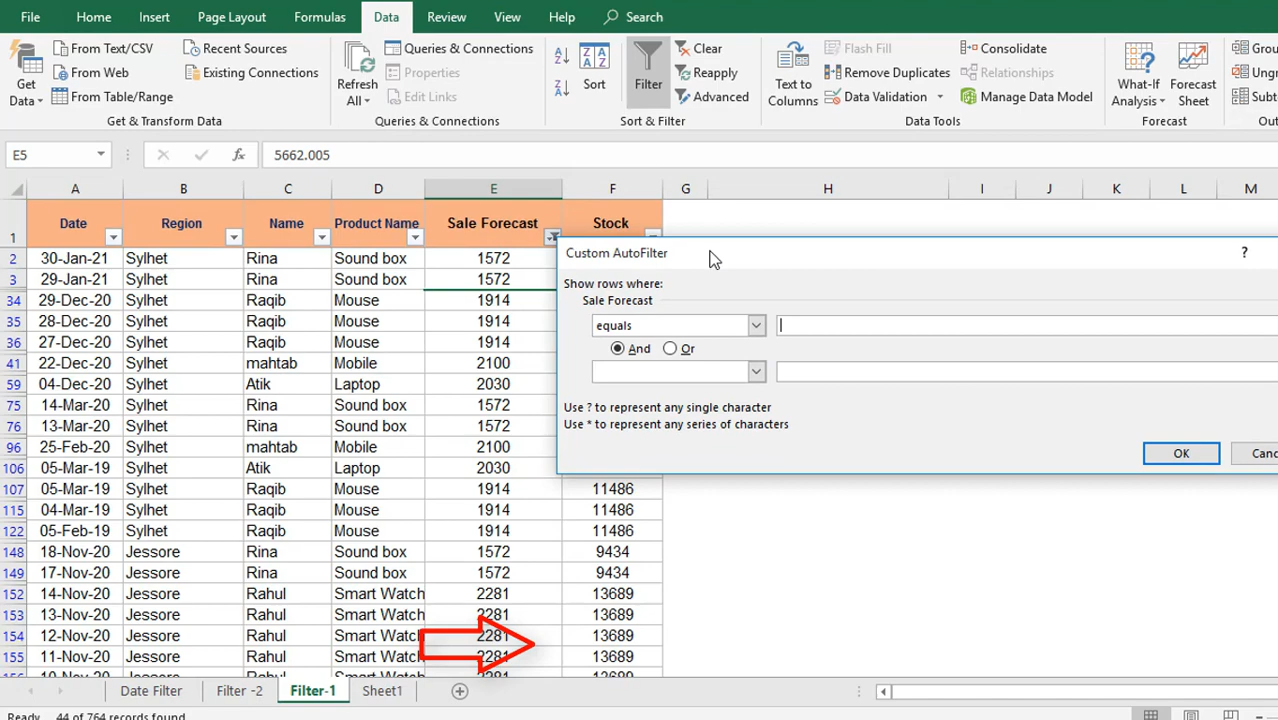 File Home Insert Page Layout Formulas Data Review View Help Search
From Text/CSV Recent Sources Queries & Connections Clear Flash Fill Consolidate
From Web Existing Connections Properties Reapply Remove Duplicates Relationships
From Table/Range Edit Links Advanced Data Validation Manage Data Model
Get Data Refresh All Sort Filter Text to Columns What-If Analysis Forecast Sheet
Get & Transform Data Queries & Connections Sort & Filter Data Tools Forecast
E5 fx 5662.005
A B C D E F G H I J K L M
1 Date Region Name Product Name Sale Forecast Stock
2 30-Jan-21 Sylhet Rina Sound box 1572
3 29-Jan-21 Sylhet Rina Sound box 1572
34 29-Dec-20 Sylhet Raqib Mouse 1914
35 28-Dec-20 Sylhet Raqib Mouse 1914
36 27-Dec-20 Sylhet Raqib Mouse 1914
41 22-Dec-20 Sylhet mahtab Mobile 2100
59 04-Dec-20 Sylhet Atik Laptop 2030
75 14-Mar-20 Sylhet Rina Sound box 1572
76 13-Mar-20 Sylhet Rina Sound box 1572
96 25-Feb-20 Sylhet mahtab Mobile 2100
106 05-Mar-19 Sylhet Atik Laptop 2030
107 05-Mar-19 Sylhet Raqib Mouse 1914 11486
115 04-Mar-19 Sylhet Raqib Mouse 1914 11486
122 05-Feb-19 Sylhet Raqib Mouse 1914 11486
148 18-Nov-20 Jessore Rina Sound box 1572 9434
149 17-Nov-20 Jessore Rina Sound box 1572 9434
152 14-Nov-20 Jessore Rahul Smart Watch 2281 13689
153 13-Nov-20 Jessore Rahul Smart Watch 2281 13689
154 12-Nov-20 Jessore Rahul Smart Watch 2281 13689
155 11-Nov-20 Jessore Rahul Smart Watch 2281 13689
Custom AutoFilter ?
Show rows where:
Sale Forecast
equals
And Or
Use ? to represent any single character
Use * to represent any series of characters
OK
Date Filter Filter -2 Filter-1 Sheet1
Ready 44 of 764 records found